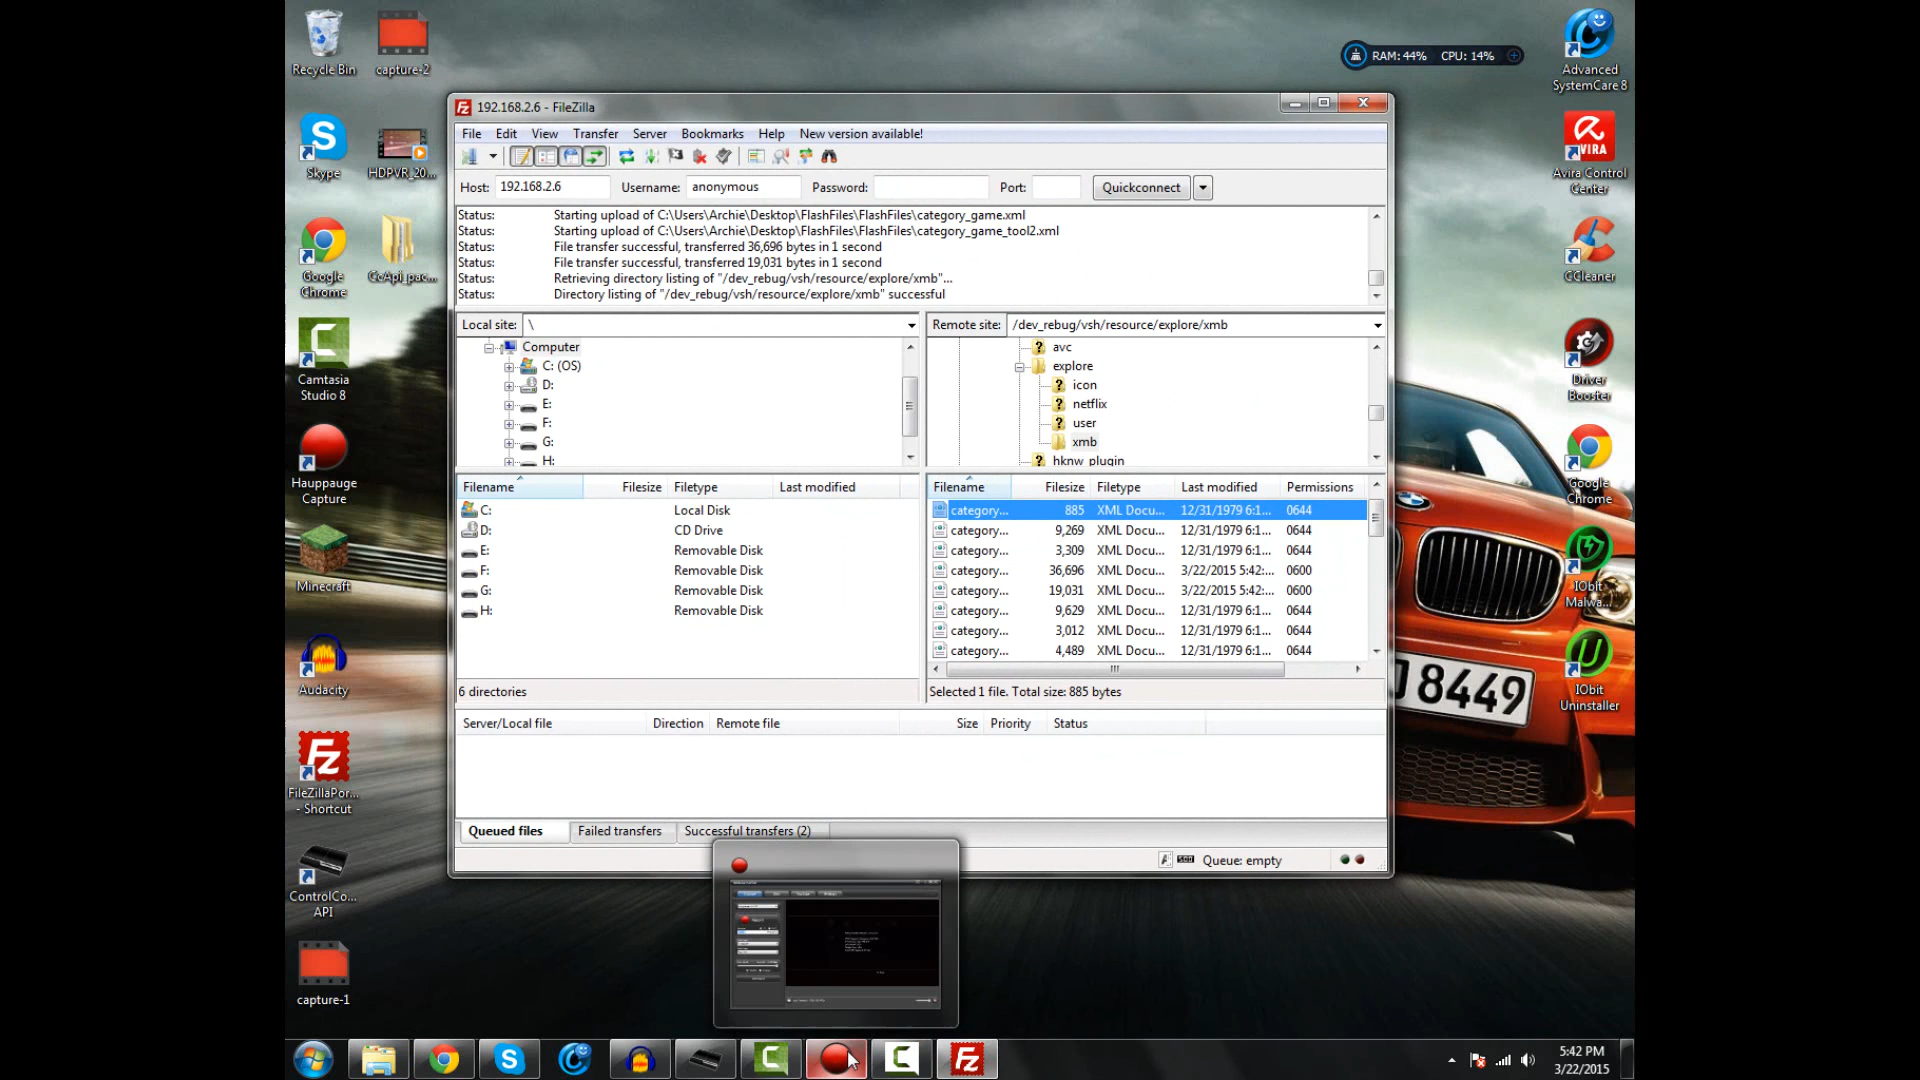 Recycle Bin
capture-2
Skype
HDPVR_20...
Google Chrome
CcApi_pac...
Camtasia Studio 8
Hauppauge Capture
Minecraft
Audacity
FileZillaPor... - Shortcut
ControlCo... API
capture-1
RAM: 44% CPU: 14%
Advanced SystemCare 8
AVIRA
Avira Control Center
CCleaner
Driver Booster
Google Chrome
IObit Malwa...
IObit Uninstaller
8449
192.168.2.6 - FileZilla
File Edit View Transfer Server Bookmarks Help New version available!
Host: 192.168.2.6 Username: anonymous Password: Port: Quickconnect
Status: Starting upload of C:\Users\Archie\Desktop\FlashFiles\FlashFiles\category_game.xml
Status: Starting upload of C:\Users\Archie\Desktop\FlashFiles\FlashFiles\category_game_tool2.xml
Status: File transfer successful, transferred 36,696 bytes in 1 second
Status: File transfer successful, transferred 19,031 bytes in 1 second
Status: Retrieving directory listing of "/dev_rebug/vsh/resource/explore/xmb"...
Status: Directory listing of "/dev_rebug/vsh/resource/explore/xmb" successful
Local site: \
Computer
C: (OS)
D:
E:
F:
G:
H:
Remote site: /dev_rebug/vsh/resource/explore/xmb
avc
explore
icon
netflix
user
xmb
hknw_plugin
Filename Filesize Filetype Last modified
C: Local Disk
D: CD Drive
E: Removable Disk
F: Removable Disk
G: Removable Disk
H: Removable Disk
6 directories
Filename Filesize Filetype Last modified Permissions
category... 885 XML Docu... 12/31/1979 6:1... 0644
category... 9,269 XML Docu... 12/31/1979 6:1... 0644
category... 3,309 XML Docu... 12/31/1979 6:1... 0644
category... 36,696 XML Docu... 3/22/2015 5:42:... 0600
category... 19,031 XML Docu... 3/22/2015 5:42:... 0600
category... 9,629 XML Docu... 12/31/1979 6:1... 0644
category... 3,012 XML Docu... 12/31/1979 6:1... 0644
category... 4,489 XML Docu... 12/31/1979 6:1... 0644
Selected 1 file. Total size: 885 bytes
Server/Local file Direction Remote file Size Priority Status
Queued files Failed transfers Successful transfers (2)
Queue: empty
5:42 PM
3/22/2015